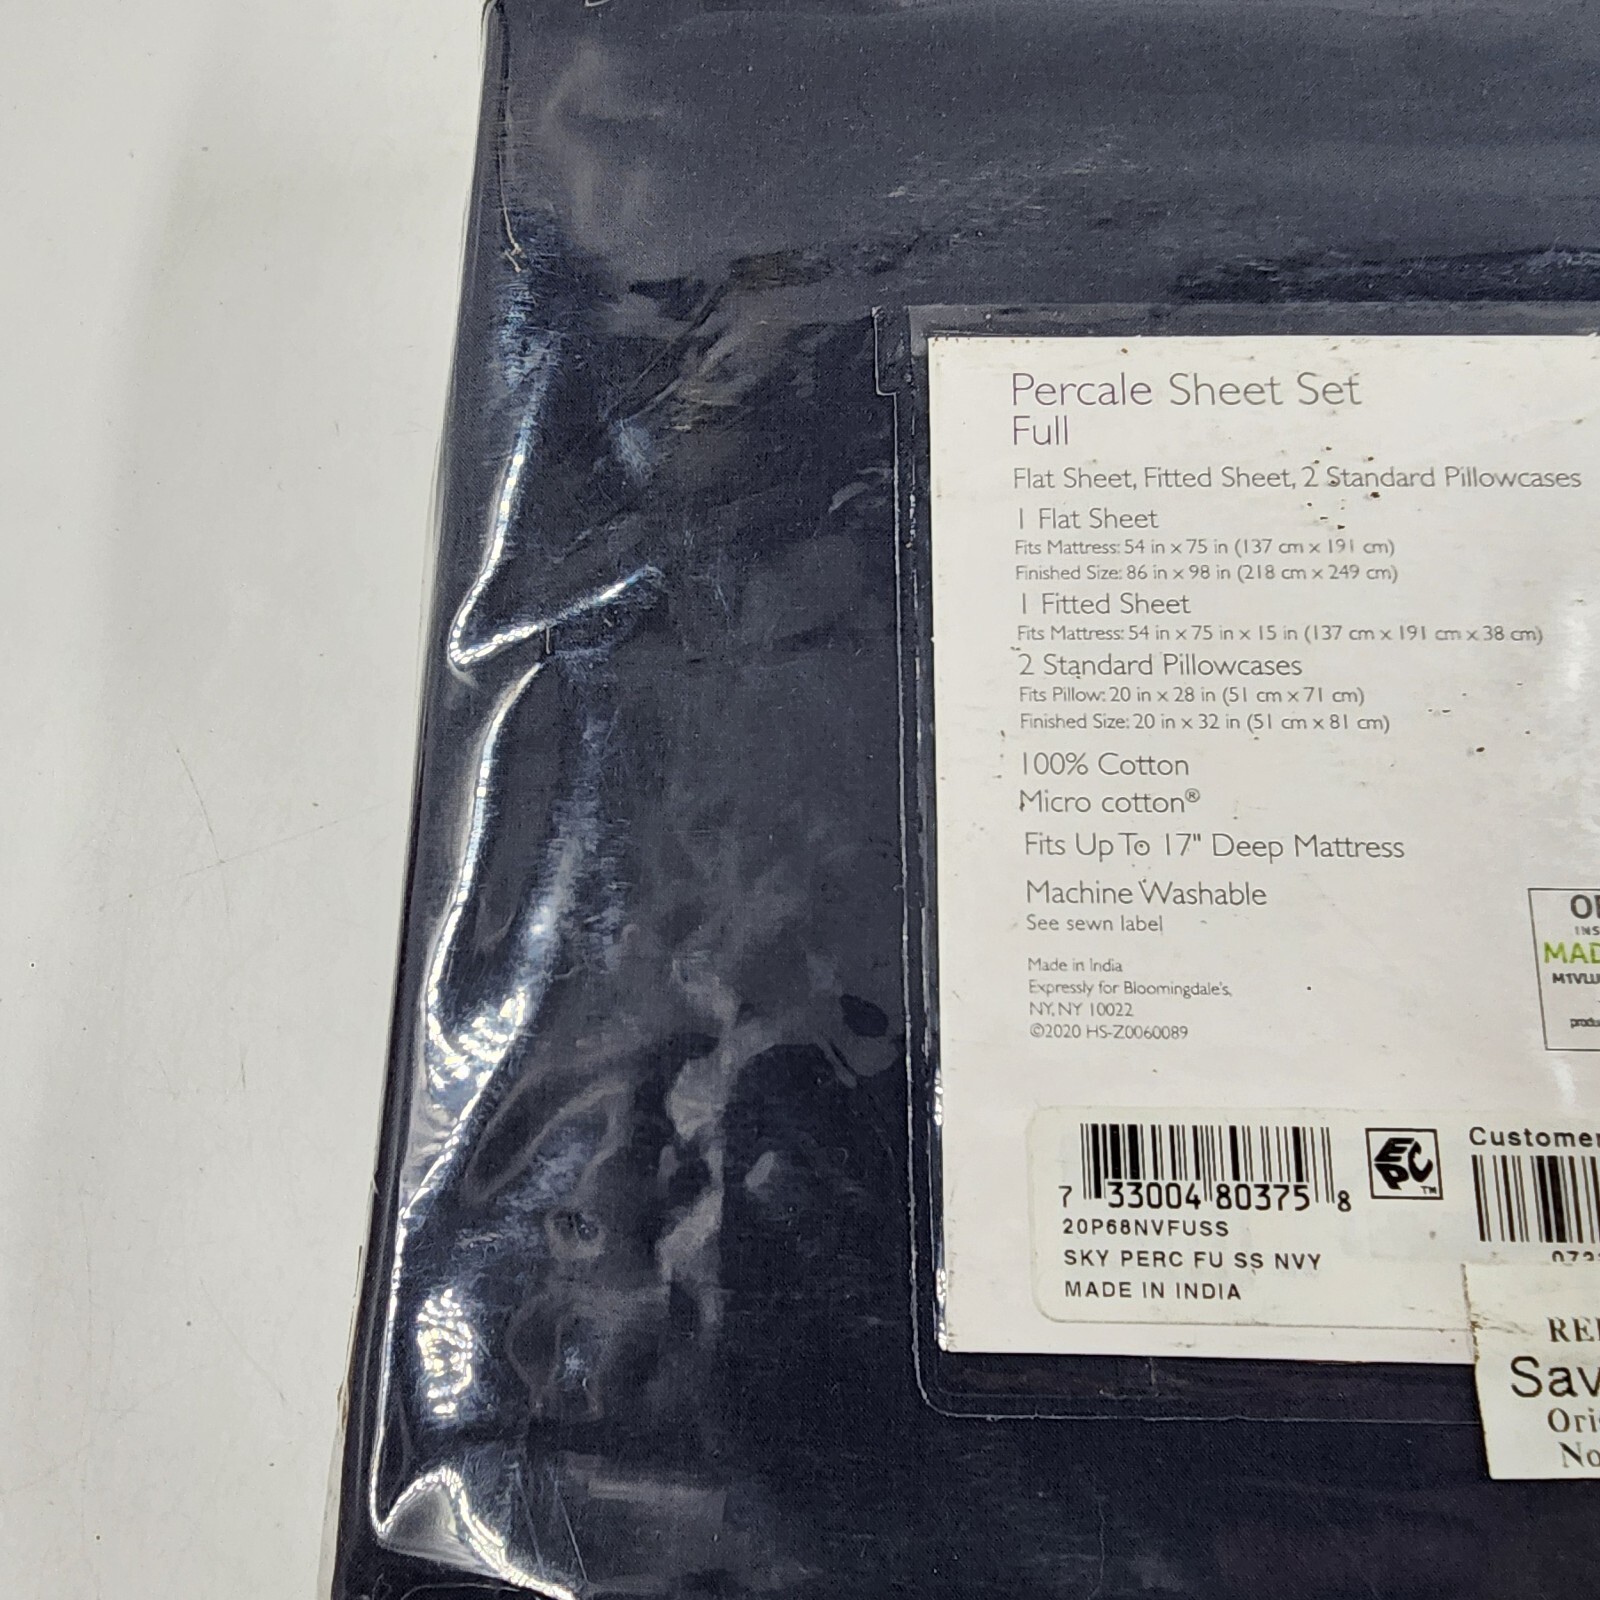 Percale Sheet Set
Full
Flat Sheet, Fitted Sheet, 2 Standard Pillowcases
1 Flat Sheet
Fits Mattress: 54 in x 75 in (137 cm x 191 cm)
Finished Size: 86 in x 98 in (218 cm x 249 cm)
1 Fitted Sheet
Fits Mattress: 54 in x 75 in x 15 in (137 cm x 191 cm x 38 cm)
2 Standard Pillowcases
Fits Pillow: 20 in x 28 in (51 cm x 71 cm)
Finished Size: 20 in x 32 in (51 cm x 81 cm)
100% Cotton
Micro cotton®
Fits Up To 17" Deep Mattress
Machine Washable
See sewn label
Made in India
Expressly for Bloomingdale's,
NY, NY 10022
©2020 HS-Z0060089
7 33004 80375 8
EPC TM
20P68NVFUSS
SKY PERC FU SS NVY
MADE IN INDIA
Customer